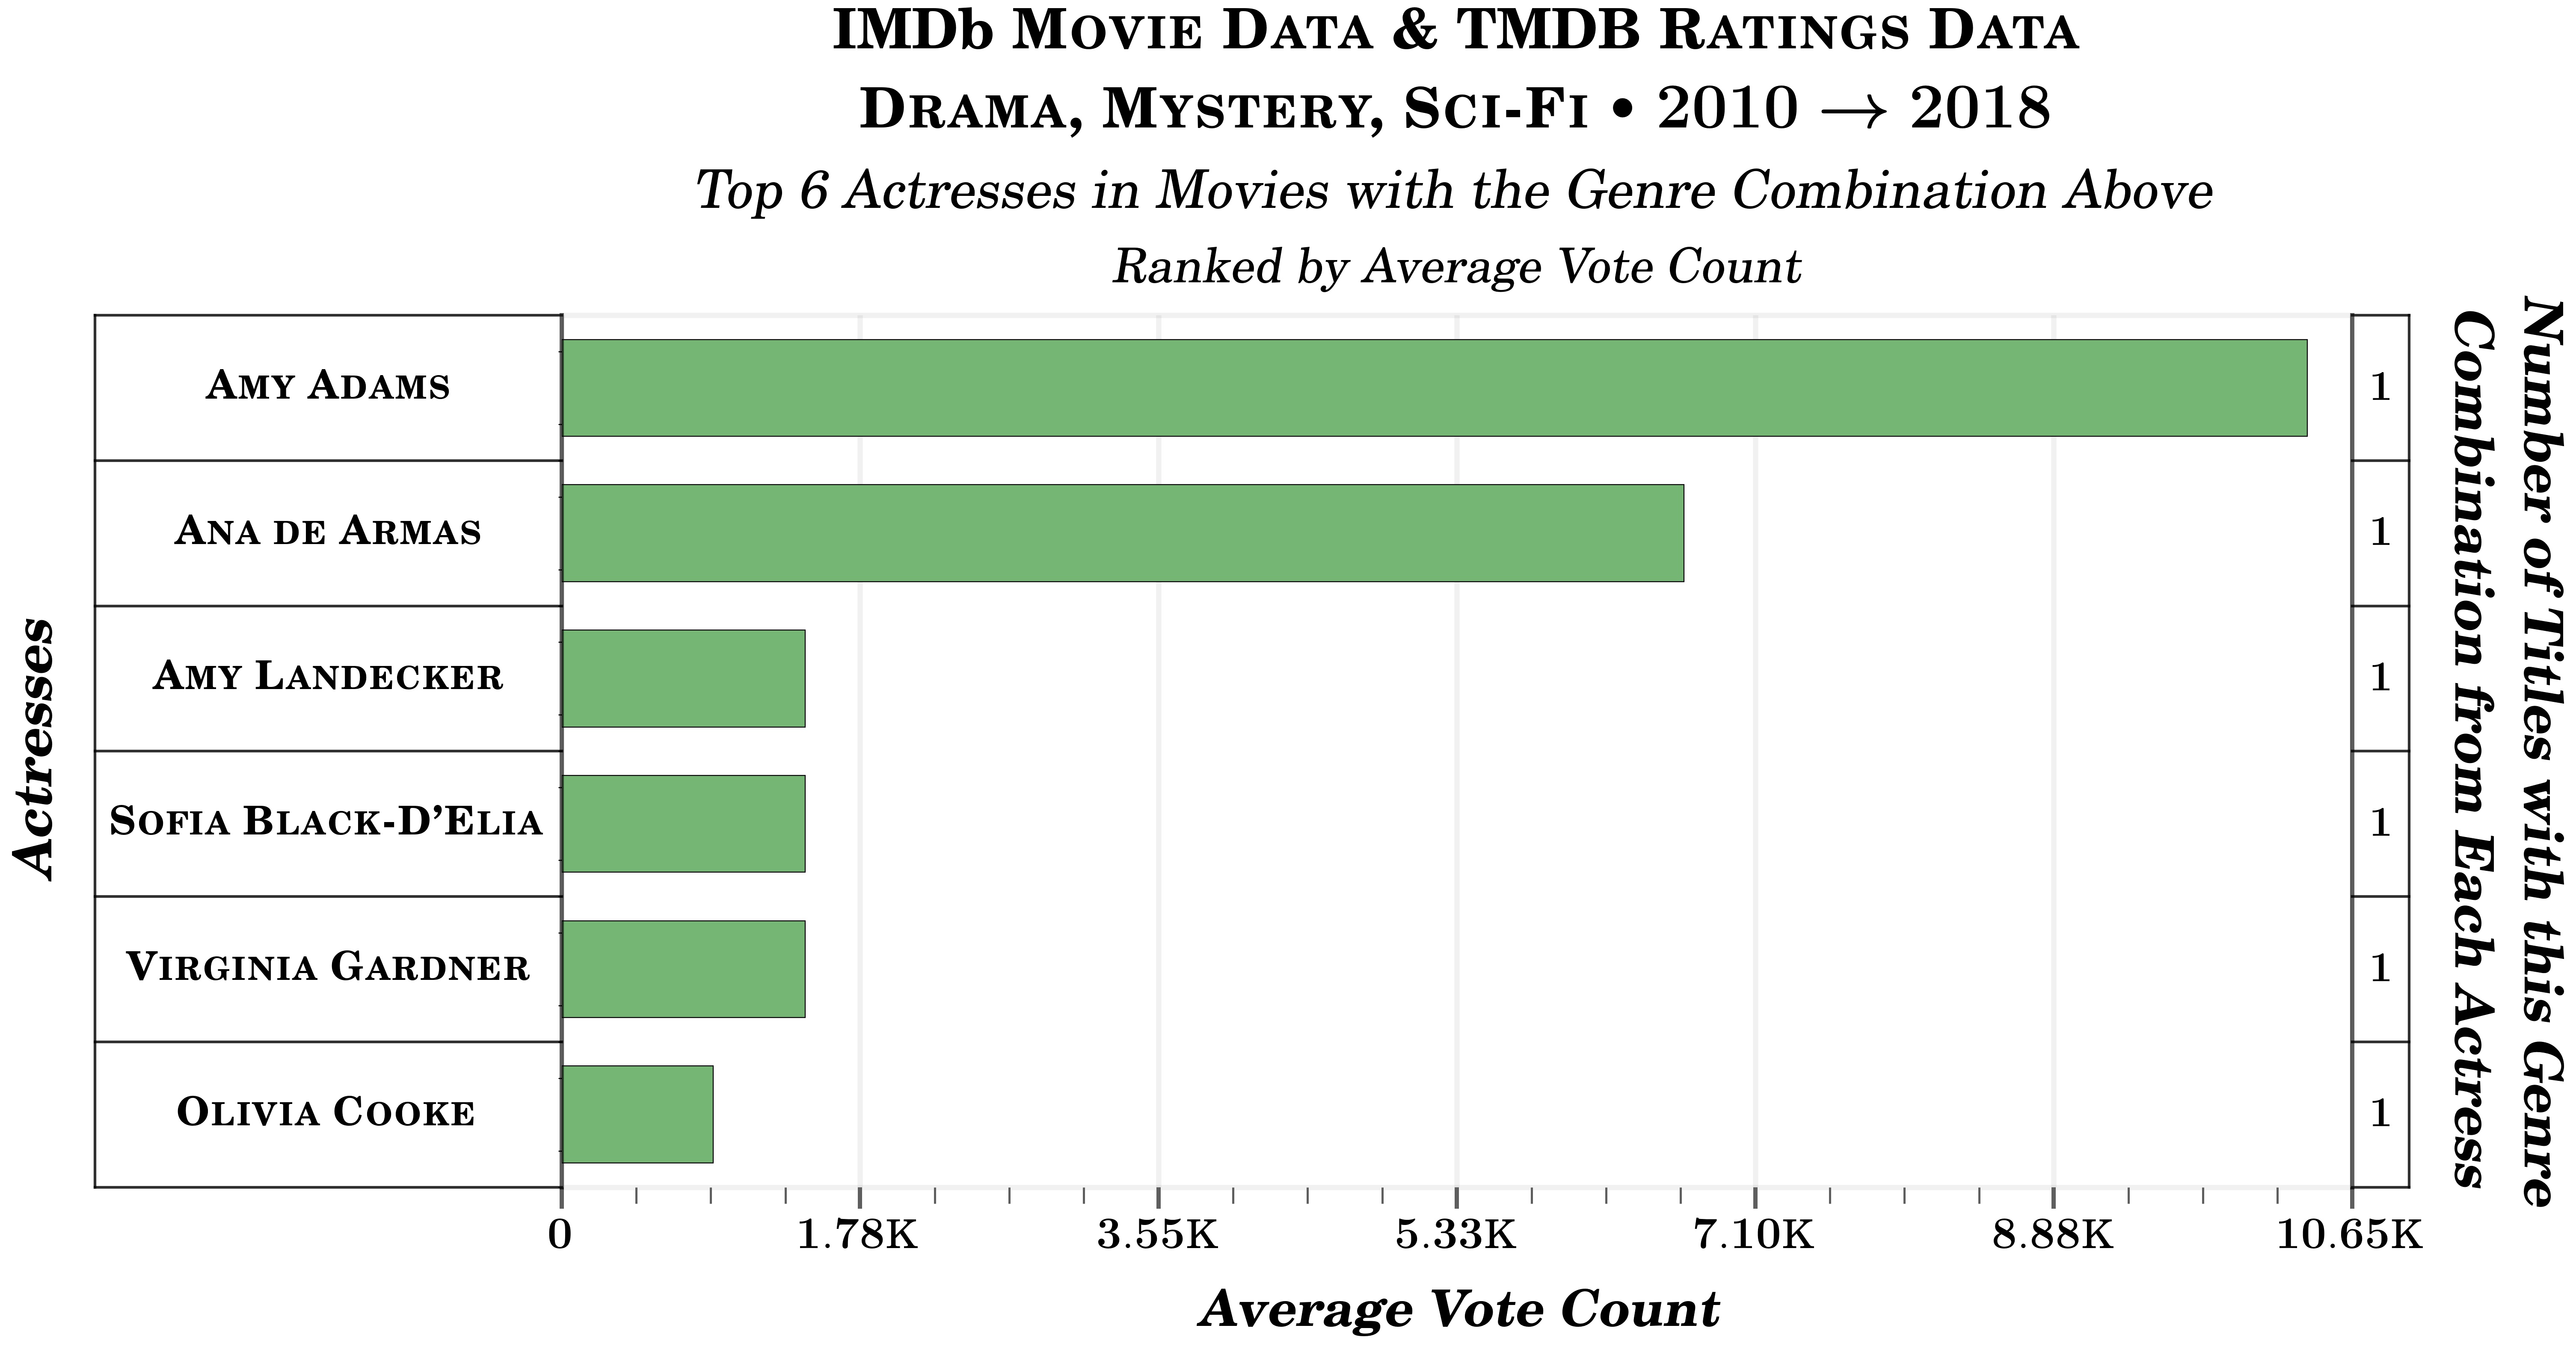 IMDb Movie Data & TMDB Ratings Data
Drama, Mystery, Sci-Fi • 2010 → 2018
Top 6 Actresses in Movies with the Genre Combination Above
Ranked by Average Vote Count
Actresses
Amy Adams
1
Ana de Armas
1
Amy Landecker
1
Sofia Black-D’Elia
1
Virginia Gardner
1
Olivia Cooke
1
Number of Titles with this Genre
Combination from Each Actress
0 1.78K 3.55K 5.33K 7.10K 8.88K 10.65K
Average Vote Count